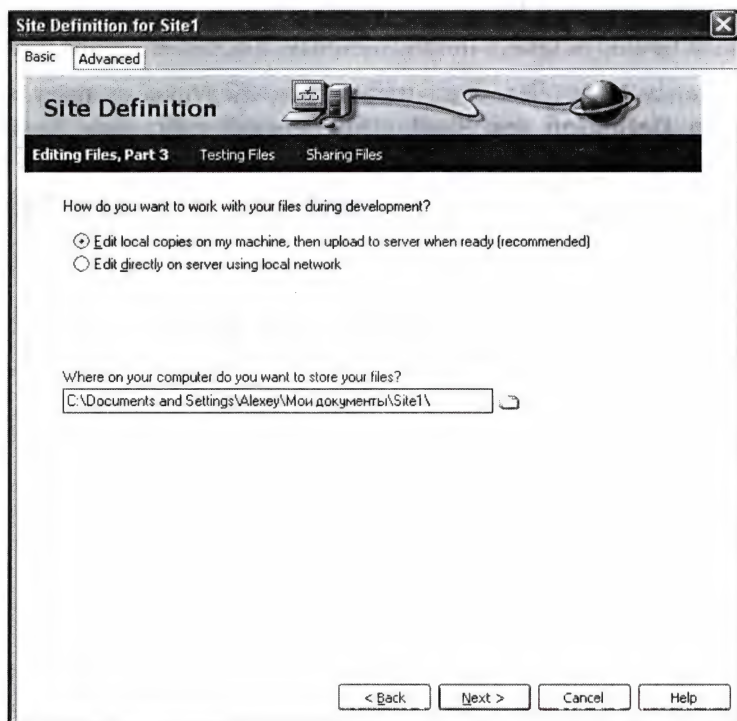 Site Definition for Site1
Basic Advanced
Site Definition
Editing Files, Part 3 Testing Files Sharing Files
How do you want to work with your files during development?
Edit local copies on my machine, then upload to server when ready (recommended)
Edit directly on server using local network
Where on your computer do you want to store your files?
C:\Documents and Settings\Alexey\Мои документы\Site1\
< Back Next > Cancel Help